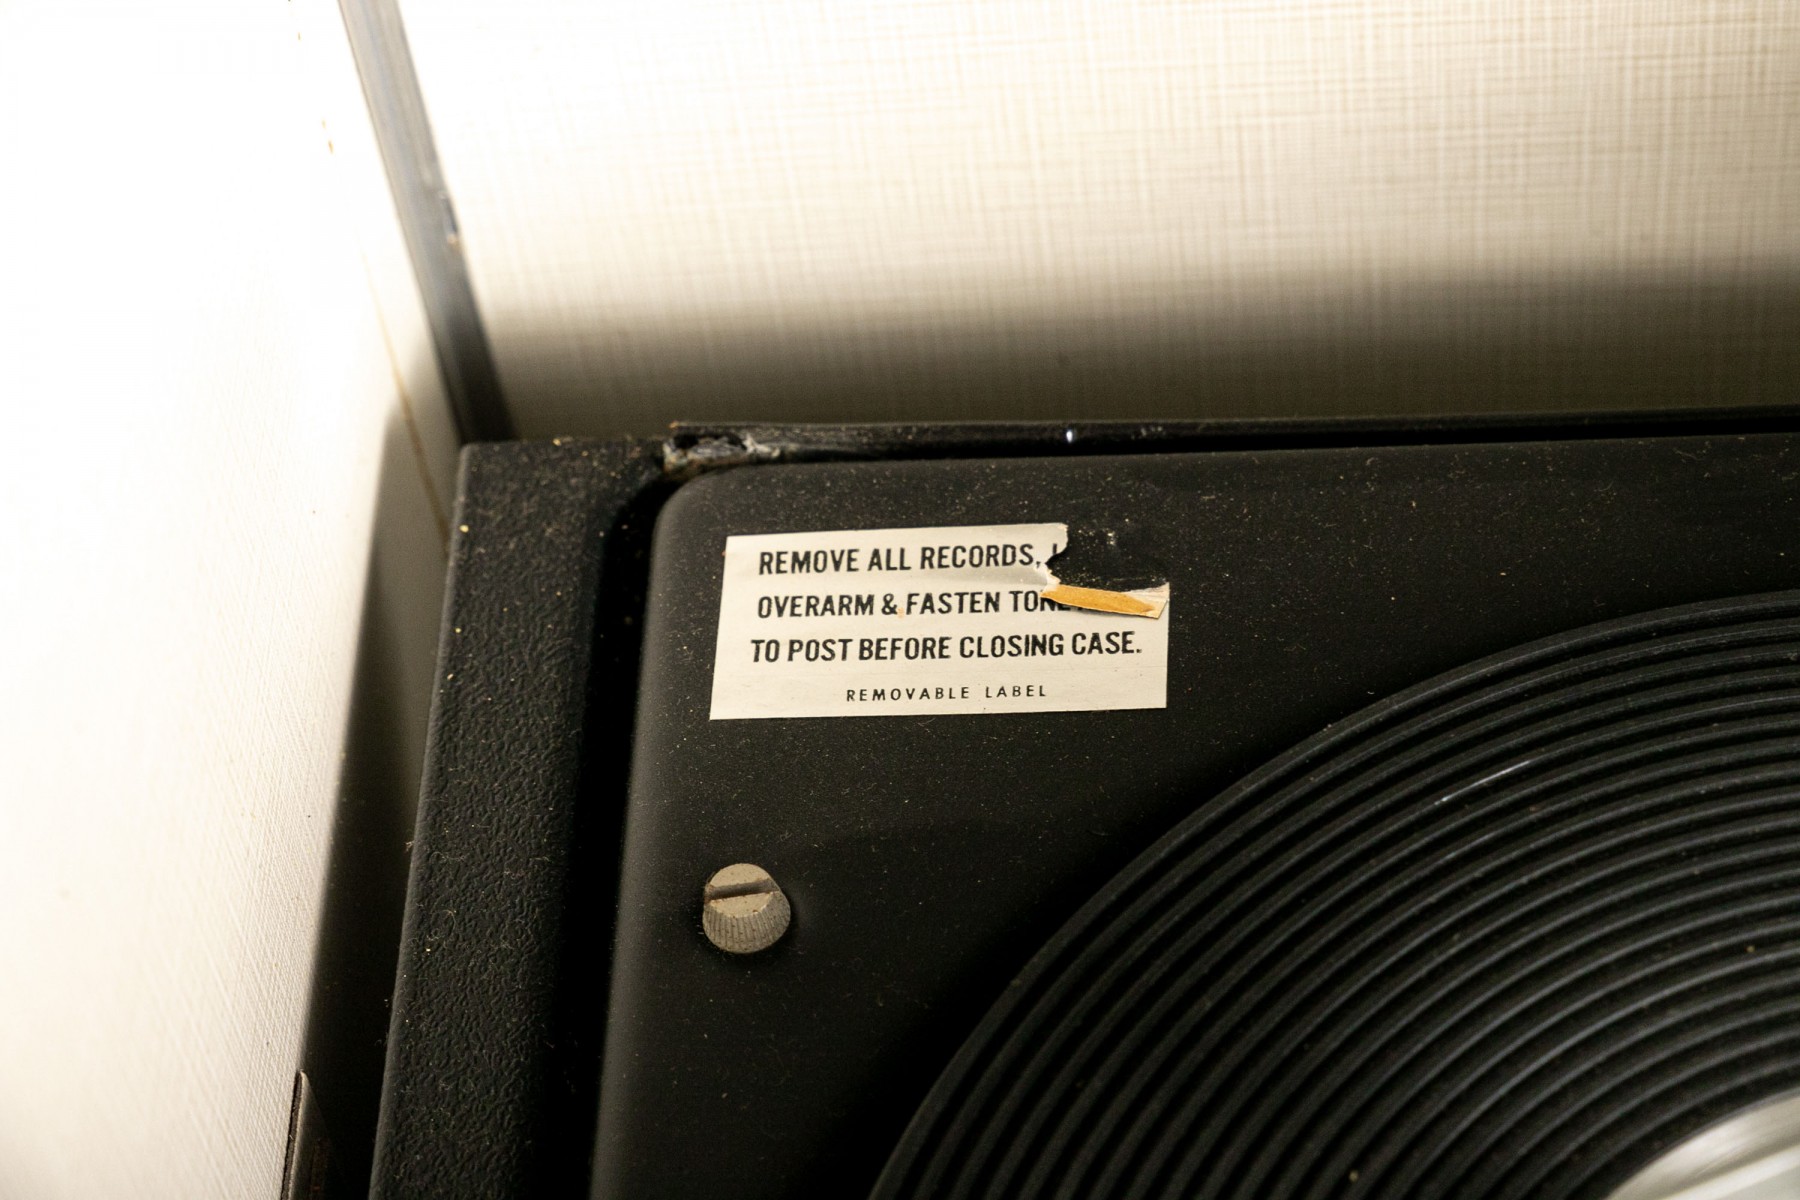 REMOVE ALL RECORDS,
OVERARM & FASTEN
TO POST BEFORE CLOSING CASE.
REMOVABLE LABEL